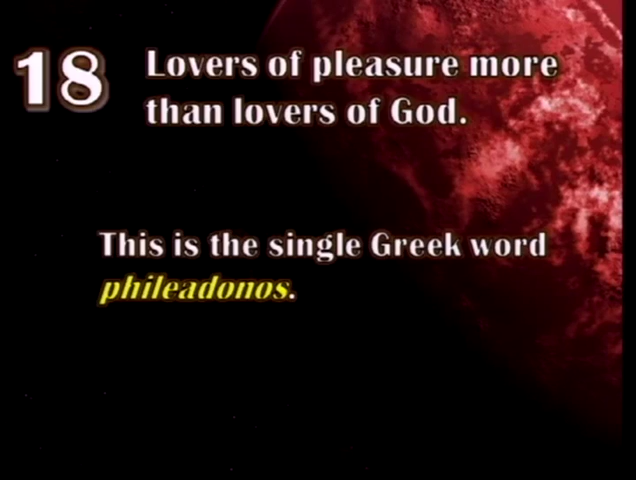 18 Lovers of pleasure more
than lovers of God.
This is the single Greek word
phileadonos.